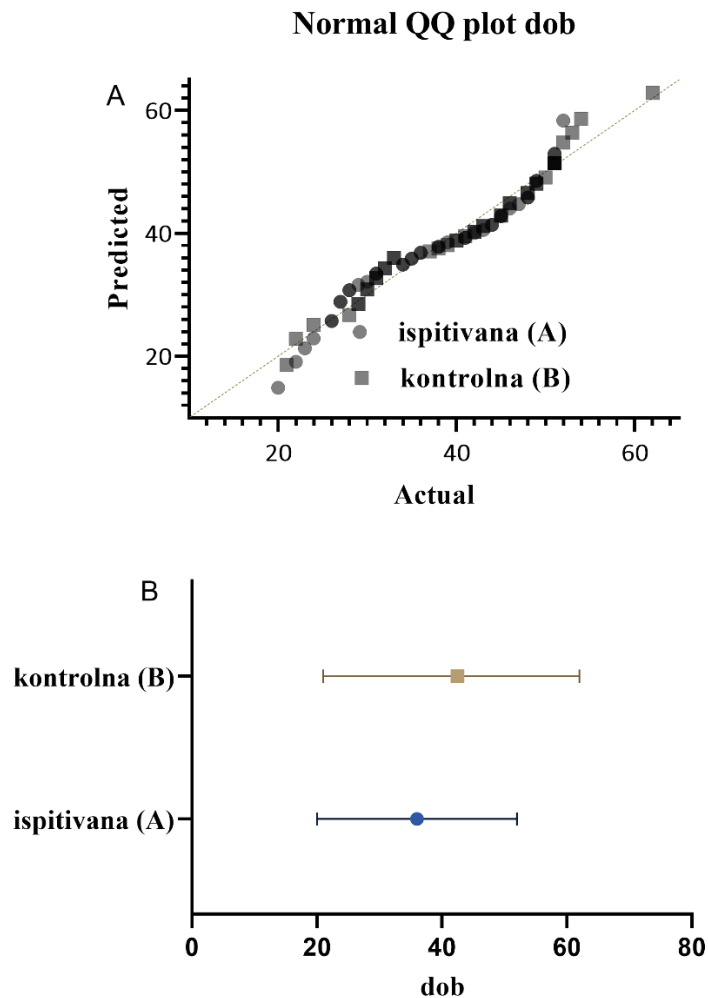 Normal QQ plot dob
A
60
40
20
Predicted
ispitivana (A)
kontrolna (B)
20 40 60
Actual
B
kontrolna (B)
ispitivana (A)
0 20 40 60 80
dob